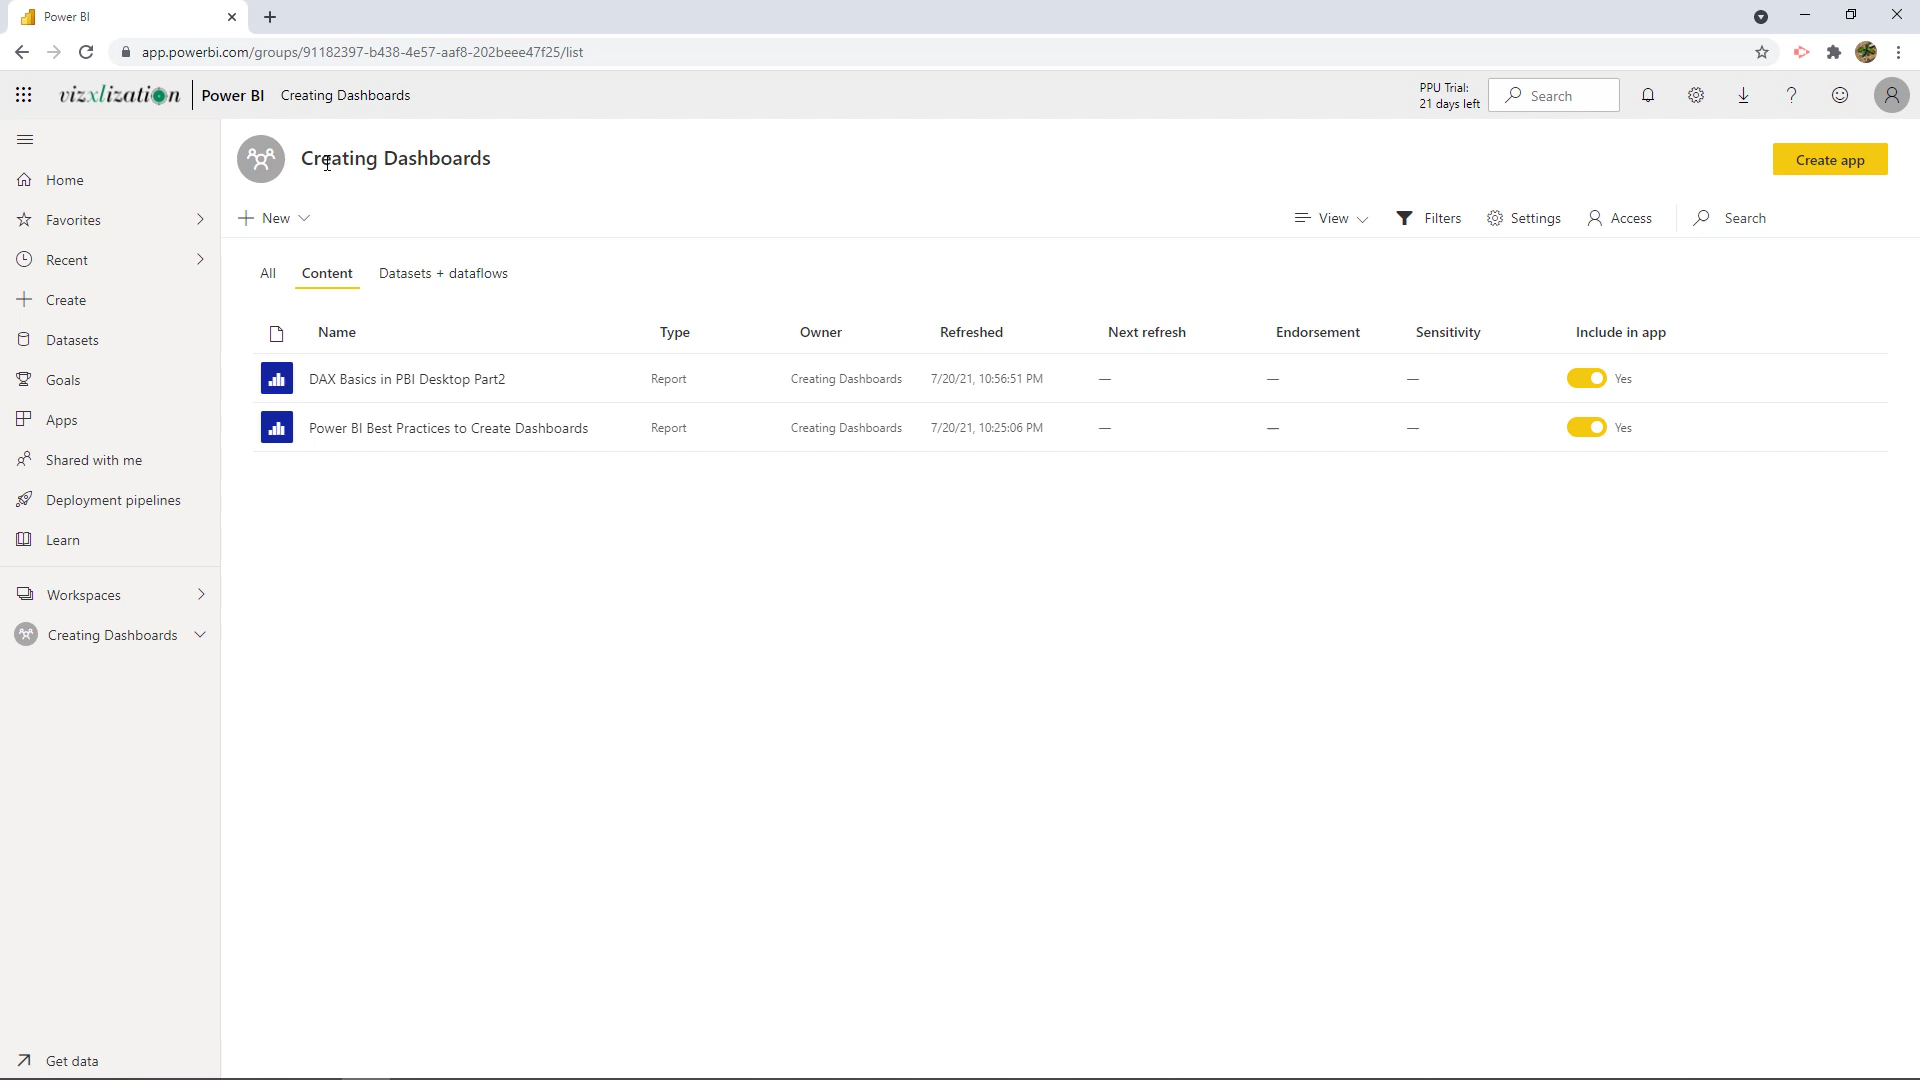 Power BI
app.powerbi.com/groups/91182397-b438-4e57-aaf8-202beee47f25/list
vizxlization
Power BI
Creating Dashboards
PPU Trial:
21 days left
Search
Creating Dashboards
Create app
Home
Favorites
Recent
Create
Datasets
Goals
Apps
Shared with me
Deployment pipelines
Learn
Workspaces
Creating Dashboards
Get data
New
View
Filters
Settings
Access
Search
All Content Datasets + dataflows
Name Type Owner Refreshed Next refresh Endorsement Sensitivity Include in app
DAX Basics in PBI Desktop Part2 Report Creating Dashboards 7/20/21, 10:56:51 PM — — — Yes
Power BI Best Practices to Create Dashboards Report Creating Dashboards 7/20/21, 10:25:06 PM — — — Yes